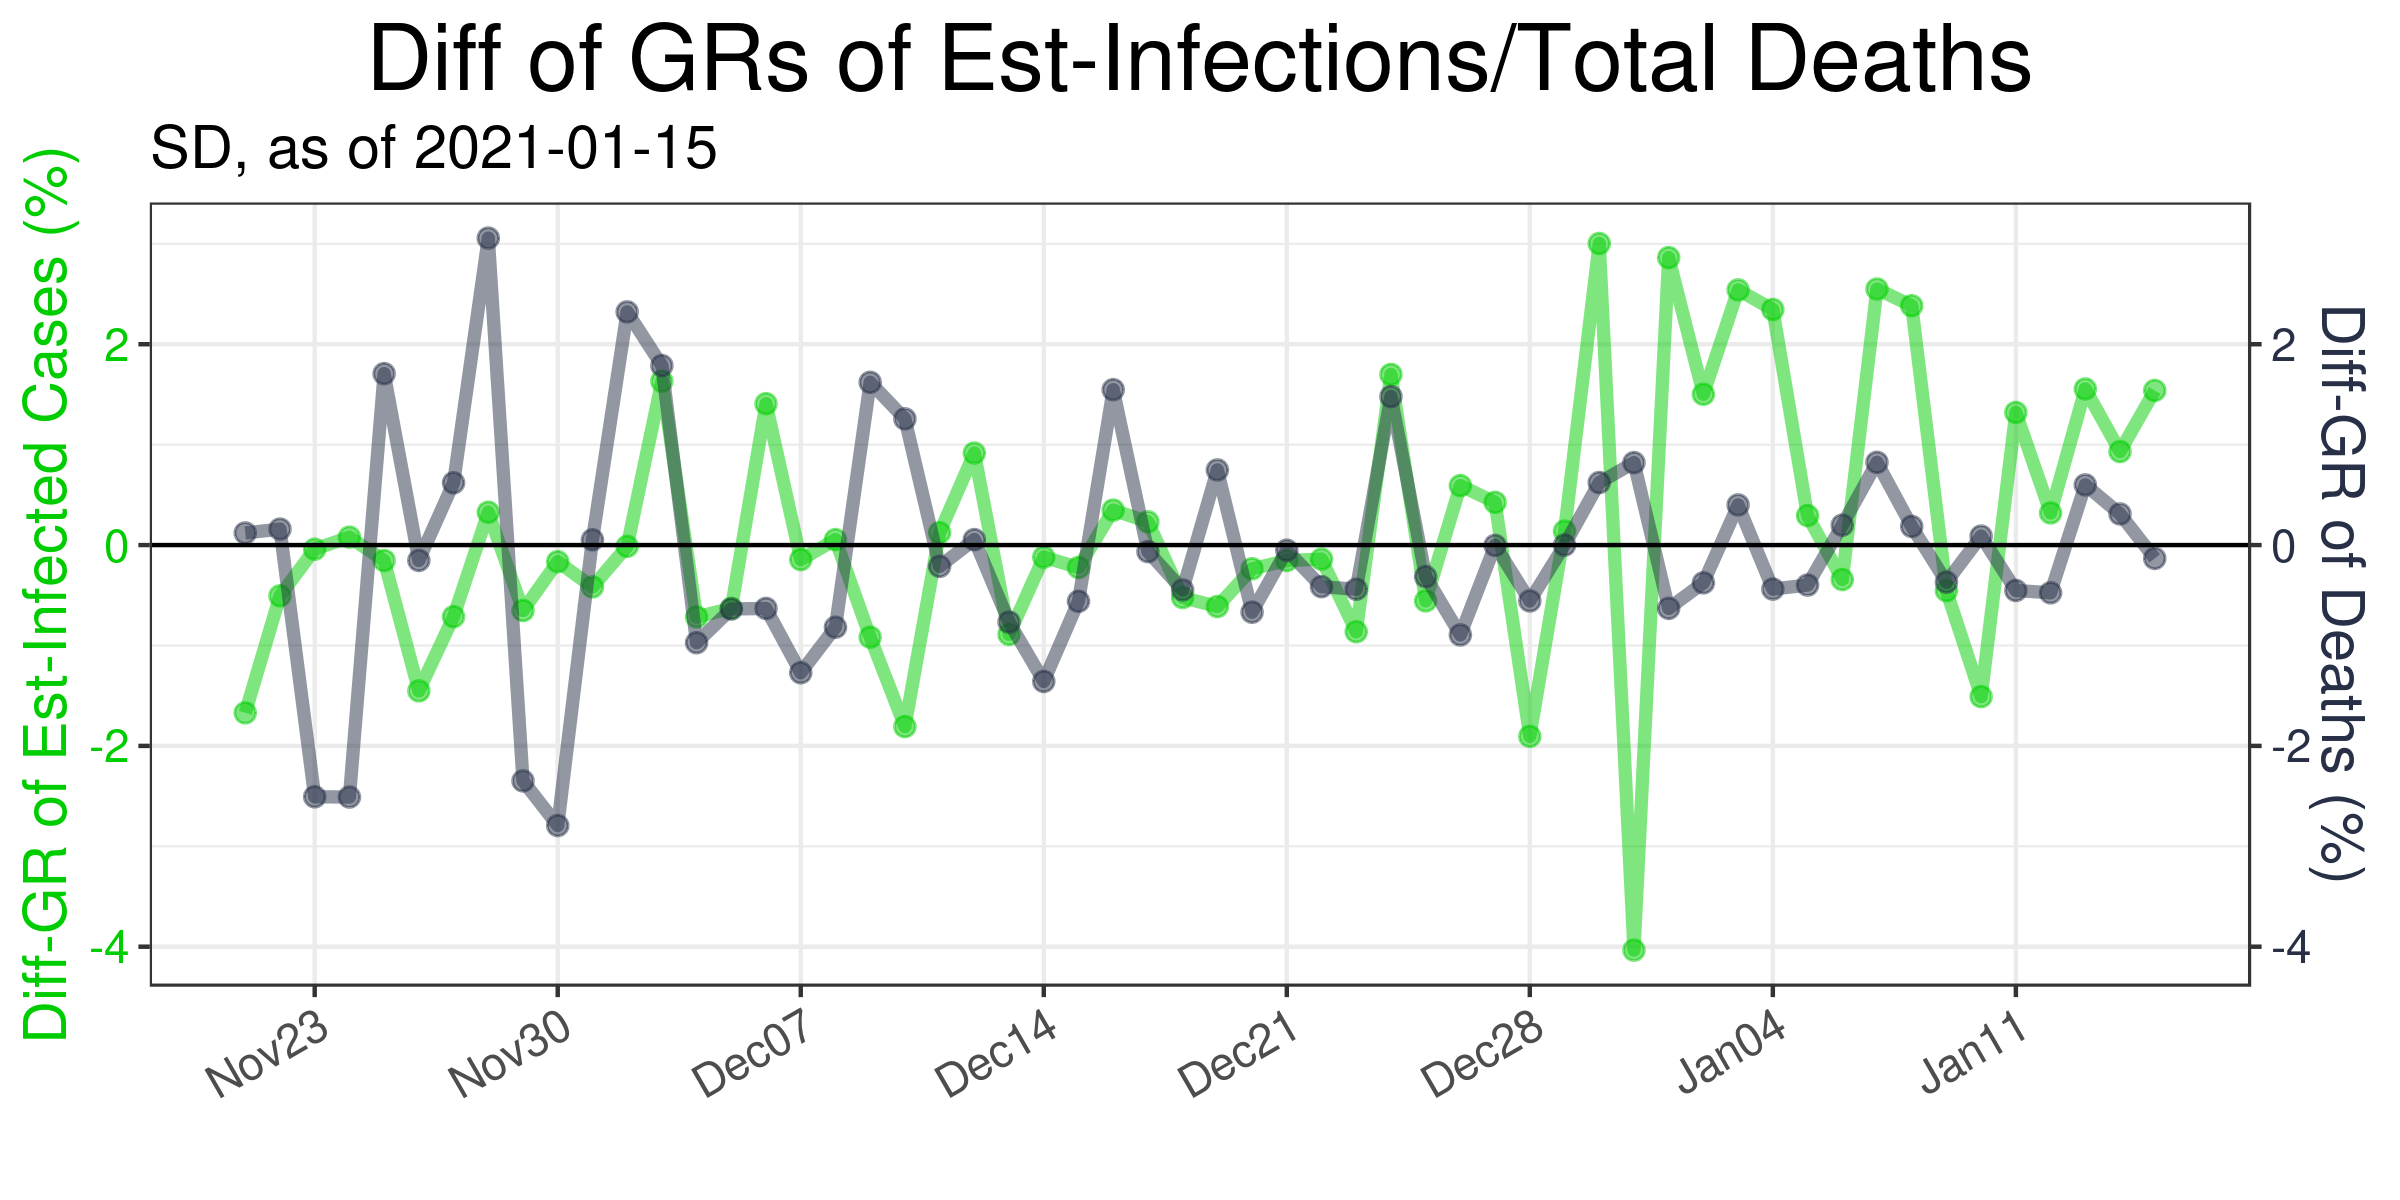 Diff of GRs of Est-Infections/Total Deaths
SD, as of 2021-01-15
Diff-GR of Est-Infected Cases (%)
2
0
-2
-4
2
0
-2
-4
Diff-GR of Deaths (%)
Nov23
Nov30
Dec07
Dec14
Dec21
Dec28
Jan04
Jan11